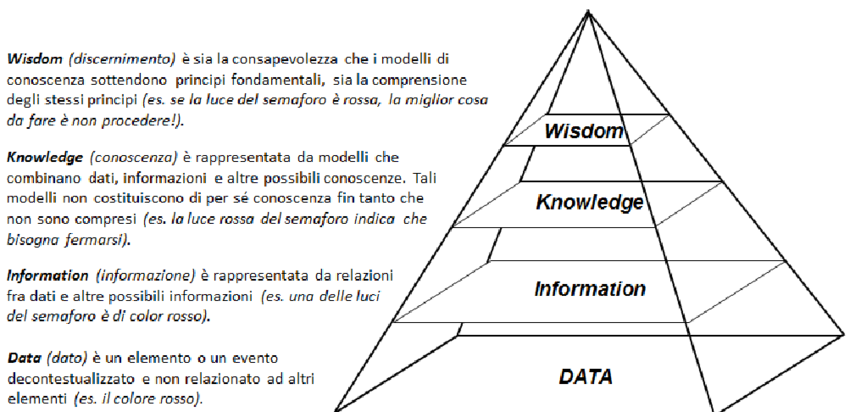 Wisdom (discernimento) è sia la consapevolezza che i modelli di
conoscenza sottendono principi fondamentali, sia la comprensione
degli stessi principi (es. se la luce del semaforo è rossa, la miglior cosa
da fare è non procedere!).
Knowledge (conoscenza) è rappresentata da modelli che
combinano dati, informazioni e altre possibili conoscenze. Tali
modelli non costituiscono di per sé conoscenza fin tanto che
non sono compresi (es. la luce rossa del semaforo indica che
bisogna fermarsi).
Information (informazione) è rappresentata da relazioni
fra dati e altre possibili informazioni (es. una delle luci
del semaforo è di color rosso).
Data (dato) è un elemento o un evento
decontestualizzato e non relazionato ad altri
elementi (es. il colore rosso).
Wisdom
Knowledge
Information
DATA